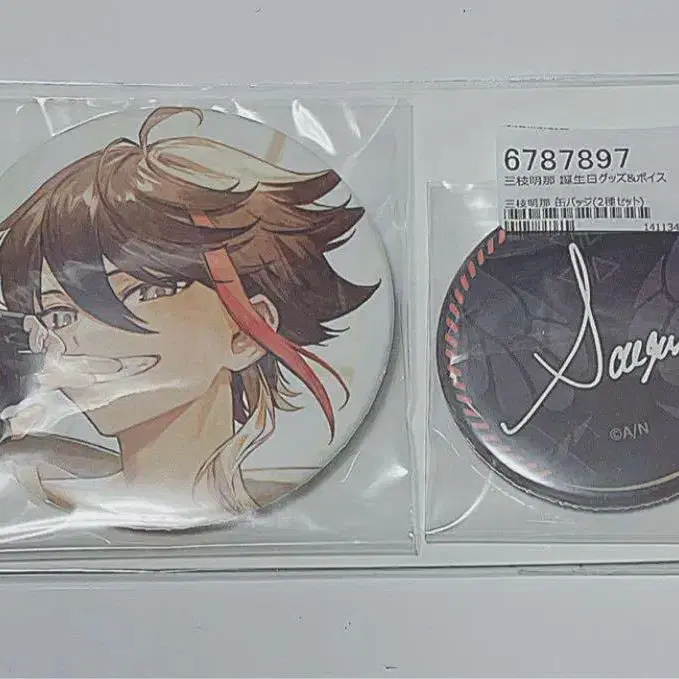 6787897
三枝明那 誕生日グッズ&ボイス
三枝明那 缶バッジ(2種セット)
141134
©A/N